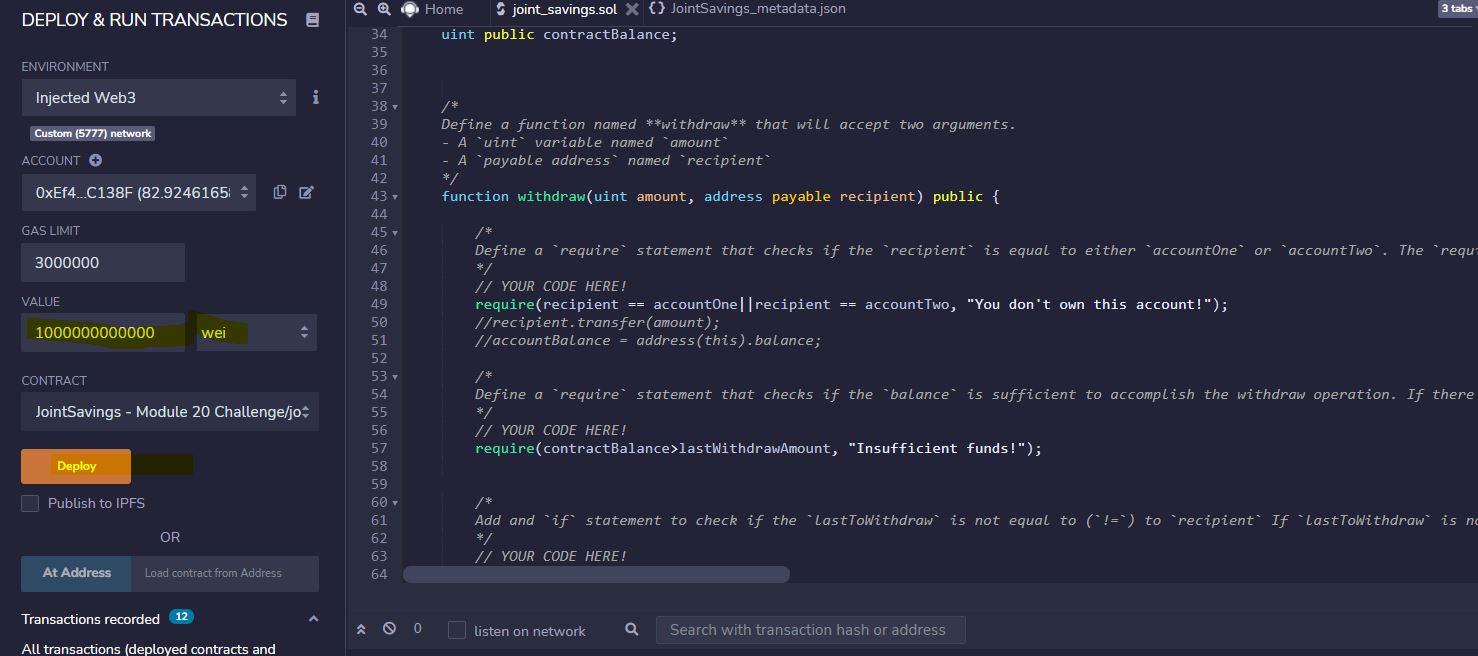 DEPLOY & RUN TRANSACTIONS
ENVIRONMENT
Injected Web3
Custom (5777) network
ACCOUNT
0xEf4...C138F (82.92461658
GAS LIMIT
3000000
VALUE
1000000000000 wei
CONTRACT
JointSavings - Module 20 Challenge/jo
Deploy
Publish to IPFS
OR
At Address Load contract from Address
Transactions recorded 12
All transactions (deployed contracts and
Home joint_savings.sol JointSavings_metadata.json 3 tabs
34 uint public contractBalance;
35
36
37
38 /*
39 Define a function named **withdraw** that will accept two arguments.
40 - A `uint` variable named `amount`
41 - A `payable address` named `recipient`
42 */
43 function withdraw(uint amount, address payable recipient) public {
44
45 /*
46 Define a `require` statement that checks if the `recipient` is equal to either `accountOne` or `accountTwo`. The `requ
47 */
48 // YOUR CODE HERE!
49 require(recipient == accountOne||recipient == accountTwo, "You don't own this account!");
50 //recipient.transfer(amount);
51 //accountBalance = address(this).balance;
52
53 /*
54 Define a `require` statement that checks if the `balance` is sufficient to accomplish the withdraw operation. If there
55 */
56 // YOUR CODE HERE!
57 require(contractBalance>lastWithdrawAmount, "Insufficient funds!");
58
59
60 /*
61 Add and `if` statement to check if the `lastToWithdraw` is not equal to (`!=`) to `recipient` If `lastToWithdraw` is no
62 */
63 // YOUR CODE HERE!
64
0 listen on network Search with transaction hash or address